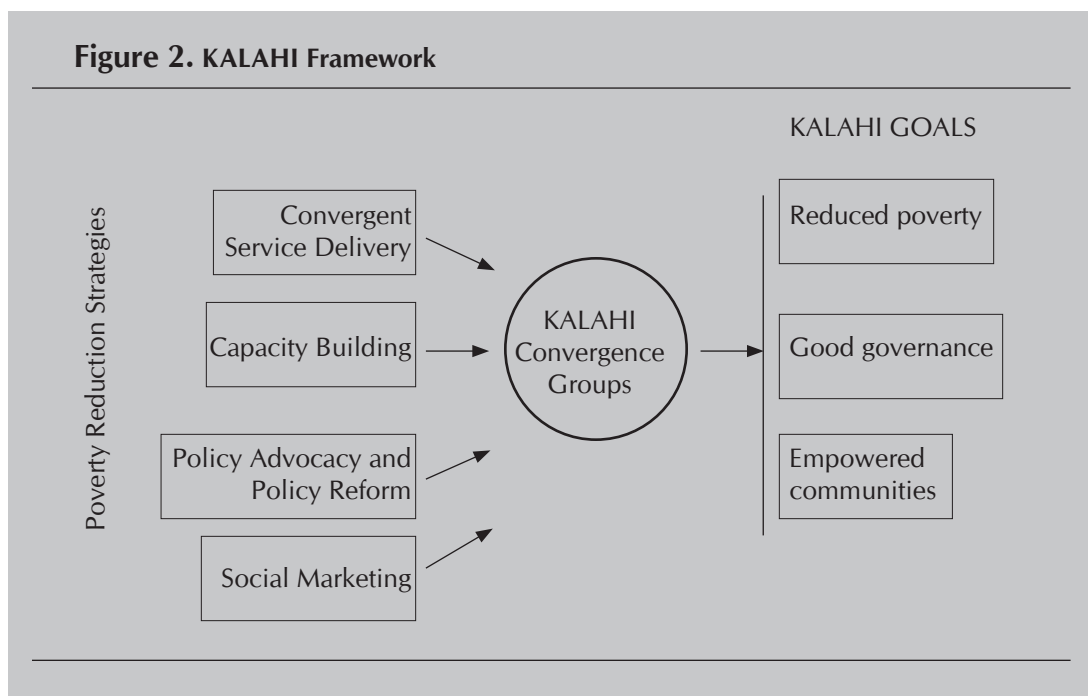 Figure 2. KALAHI Framework
KALAHI GOALS
Poverty Reduction Strategies
Convergent
Service Delivery
Capacity Building
Policy Advocacy and
Policy Reform
Social Marketing
KALAHI
Convergence
Groups
Reduced poverty
Good governance
Empowered
communities